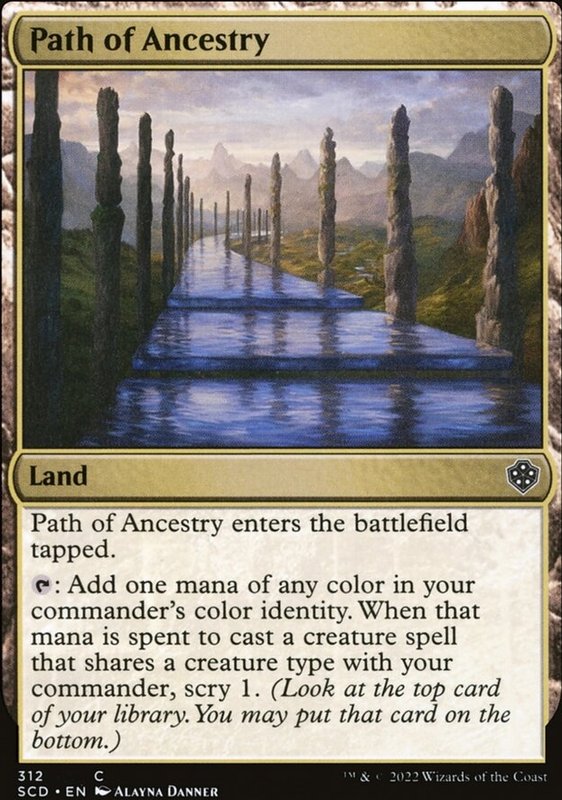 Path of Ancestry
Land
Path of Ancestry enters the battlefield
tapped.
: Add one mana of any color in your
commander's color identity. When that
mana is spent to cast a creature spell
that shares a creature type with your
commander, scry 1. (Look at the top card
of your library. You may put that card on the
bottom.)
312 C
SCD • EN Alayna Danner
™ & © 2022 Wizards of the Coast